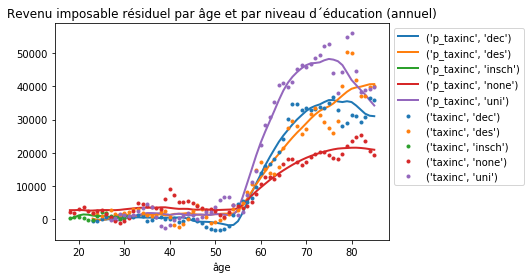 Revenu imposable résiduel par âge et par niveau d´éducation (annuel)
50000
40000
30000
20000
10000
0
20
30
40
50
60
70
80
âge
('p_taxinc', 'dec')
('p_taxinc', 'des')
('p_taxinc', 'insch')
('p_taxinc', 'none')
('p_taxinc', 'uni')
('taxinc', 'dec')
('taxinc', 'des')
('taxinc', 'insch')
('taxinc', 'none')
('taxinc', 'uni')